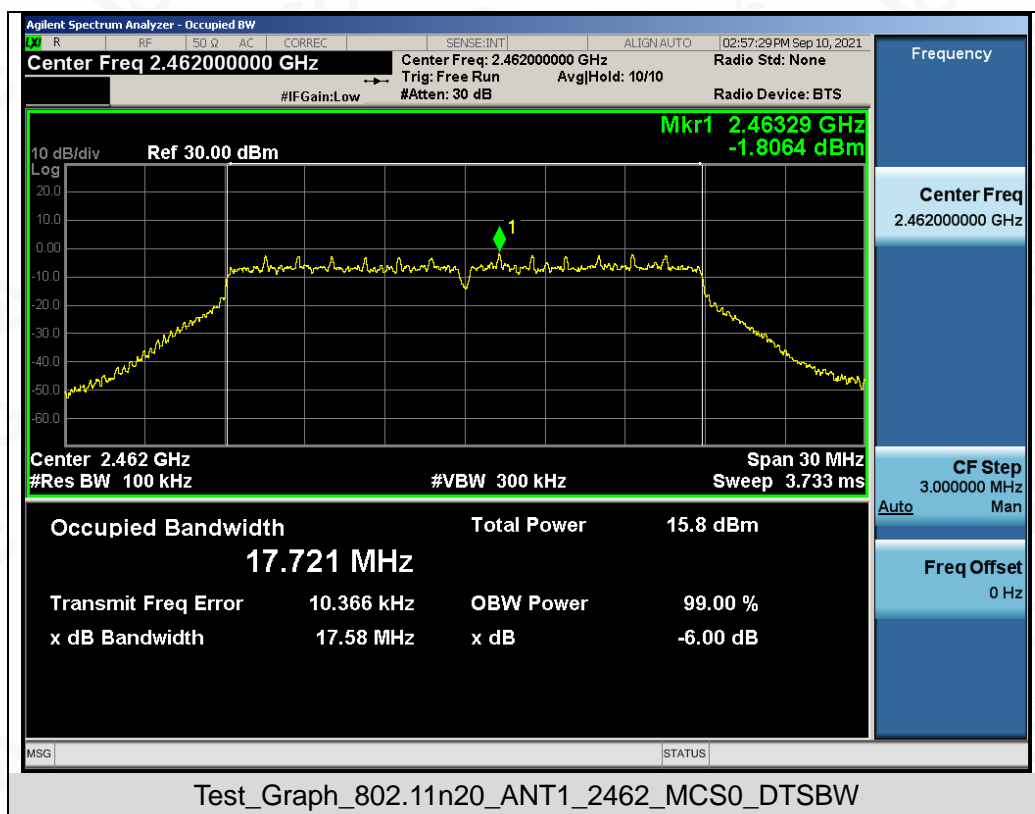 Agilent Spectrum Analyzer - Occupied BW
LXI R RF 50 Ω AC CORREC SENSE:INT ALIGN AUTO 02:57:29 PM Sep 10, 2021
Center Freq 2.462000000 GHz Center Freq: 2.462000000 GHz Radio Std: None Frequency
Trig: Free Run Avg|Hold: 10/10
#IFGain:Low #Atten: 30 dB Radio Device: BTS
Mkr1 2.46329 GHz
10 dB/div Ref 30.00 dBm -1.8064 dBm
Log
20.0
10.0
0.00
-10.0
-20.0
-30.0
-40.0
-50.0
-60.0
1
Center Freq
2.462000000 GHz
Center 2.462 GHz Span 30 MHz
#Res BW 100 kHz #VBW 300 kHz Sweep 3.733 ms
CF Step
3.000000 MHz
Auto Man
Occupied Bandwidth Total Power 15.8 dBm
17.721 MHz
Transmit Freq Error 10.366 kHz OBW Power 99.00 %
x dB Bandwidth 17.58 MHz x dB -6.00 dB
Freq Offset
0 Hz
MSG STATUS
Test_Graph_802.11n20_ANT1_2462_MCS0_DTSBW